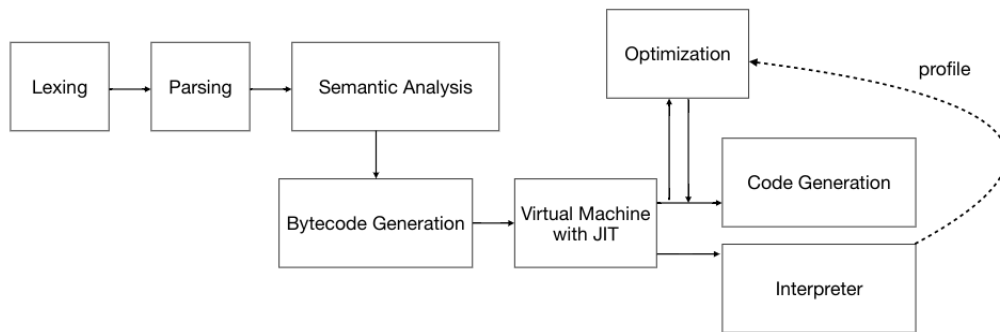 Lexing
Parsing
Semantic Analysis
Optimization
profile
Bytecode Generation
Virtual Machine
with JIT
Code Generation
Interpreter